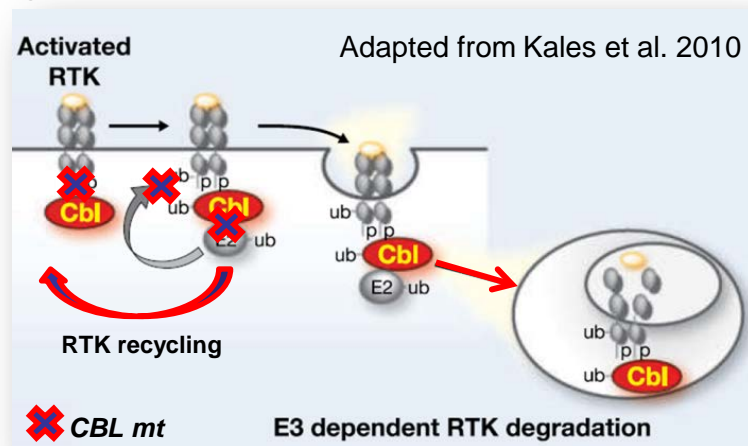 Activated
RTK
Adapted from Kales et al. 2010
p
Cbl
ub
p p
ub
Cbl
ub
ub
p p
ub
Cbl
E2
ub
ub
p p
ub
Cbl
RTK recycling
CBL mt
E3 dependent RTK degradation